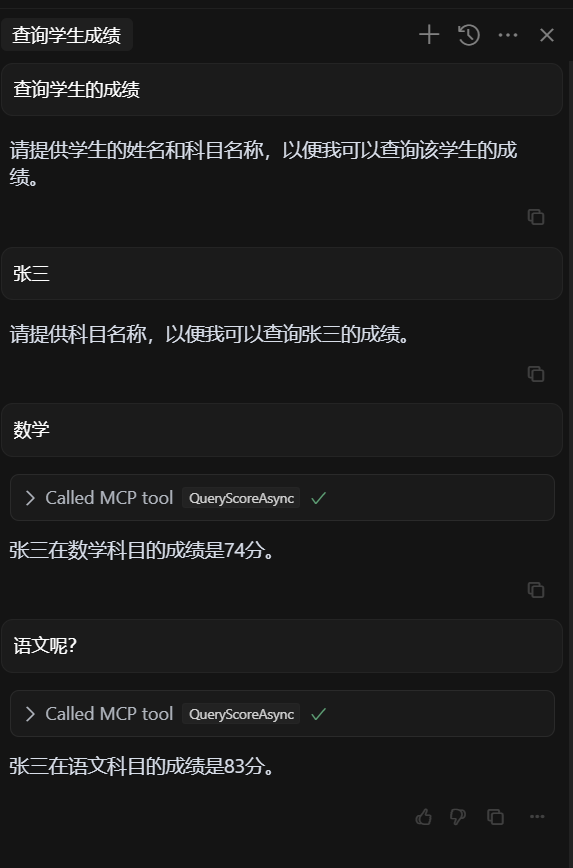 查询学生成绩
查询学生的成绩
请提供学生的姓名和科目名称，以便我可以查询该学生的成
绩。
张三
请提供科目名称，以便我可以查询张三的成绩。
数学
Called MCP tool QueryScoreAsync
张三在数学科目的成绩是74分。
语文呢？
Called MCP tool QueryScoreAsync
张三在语文科目的成绩是83分。